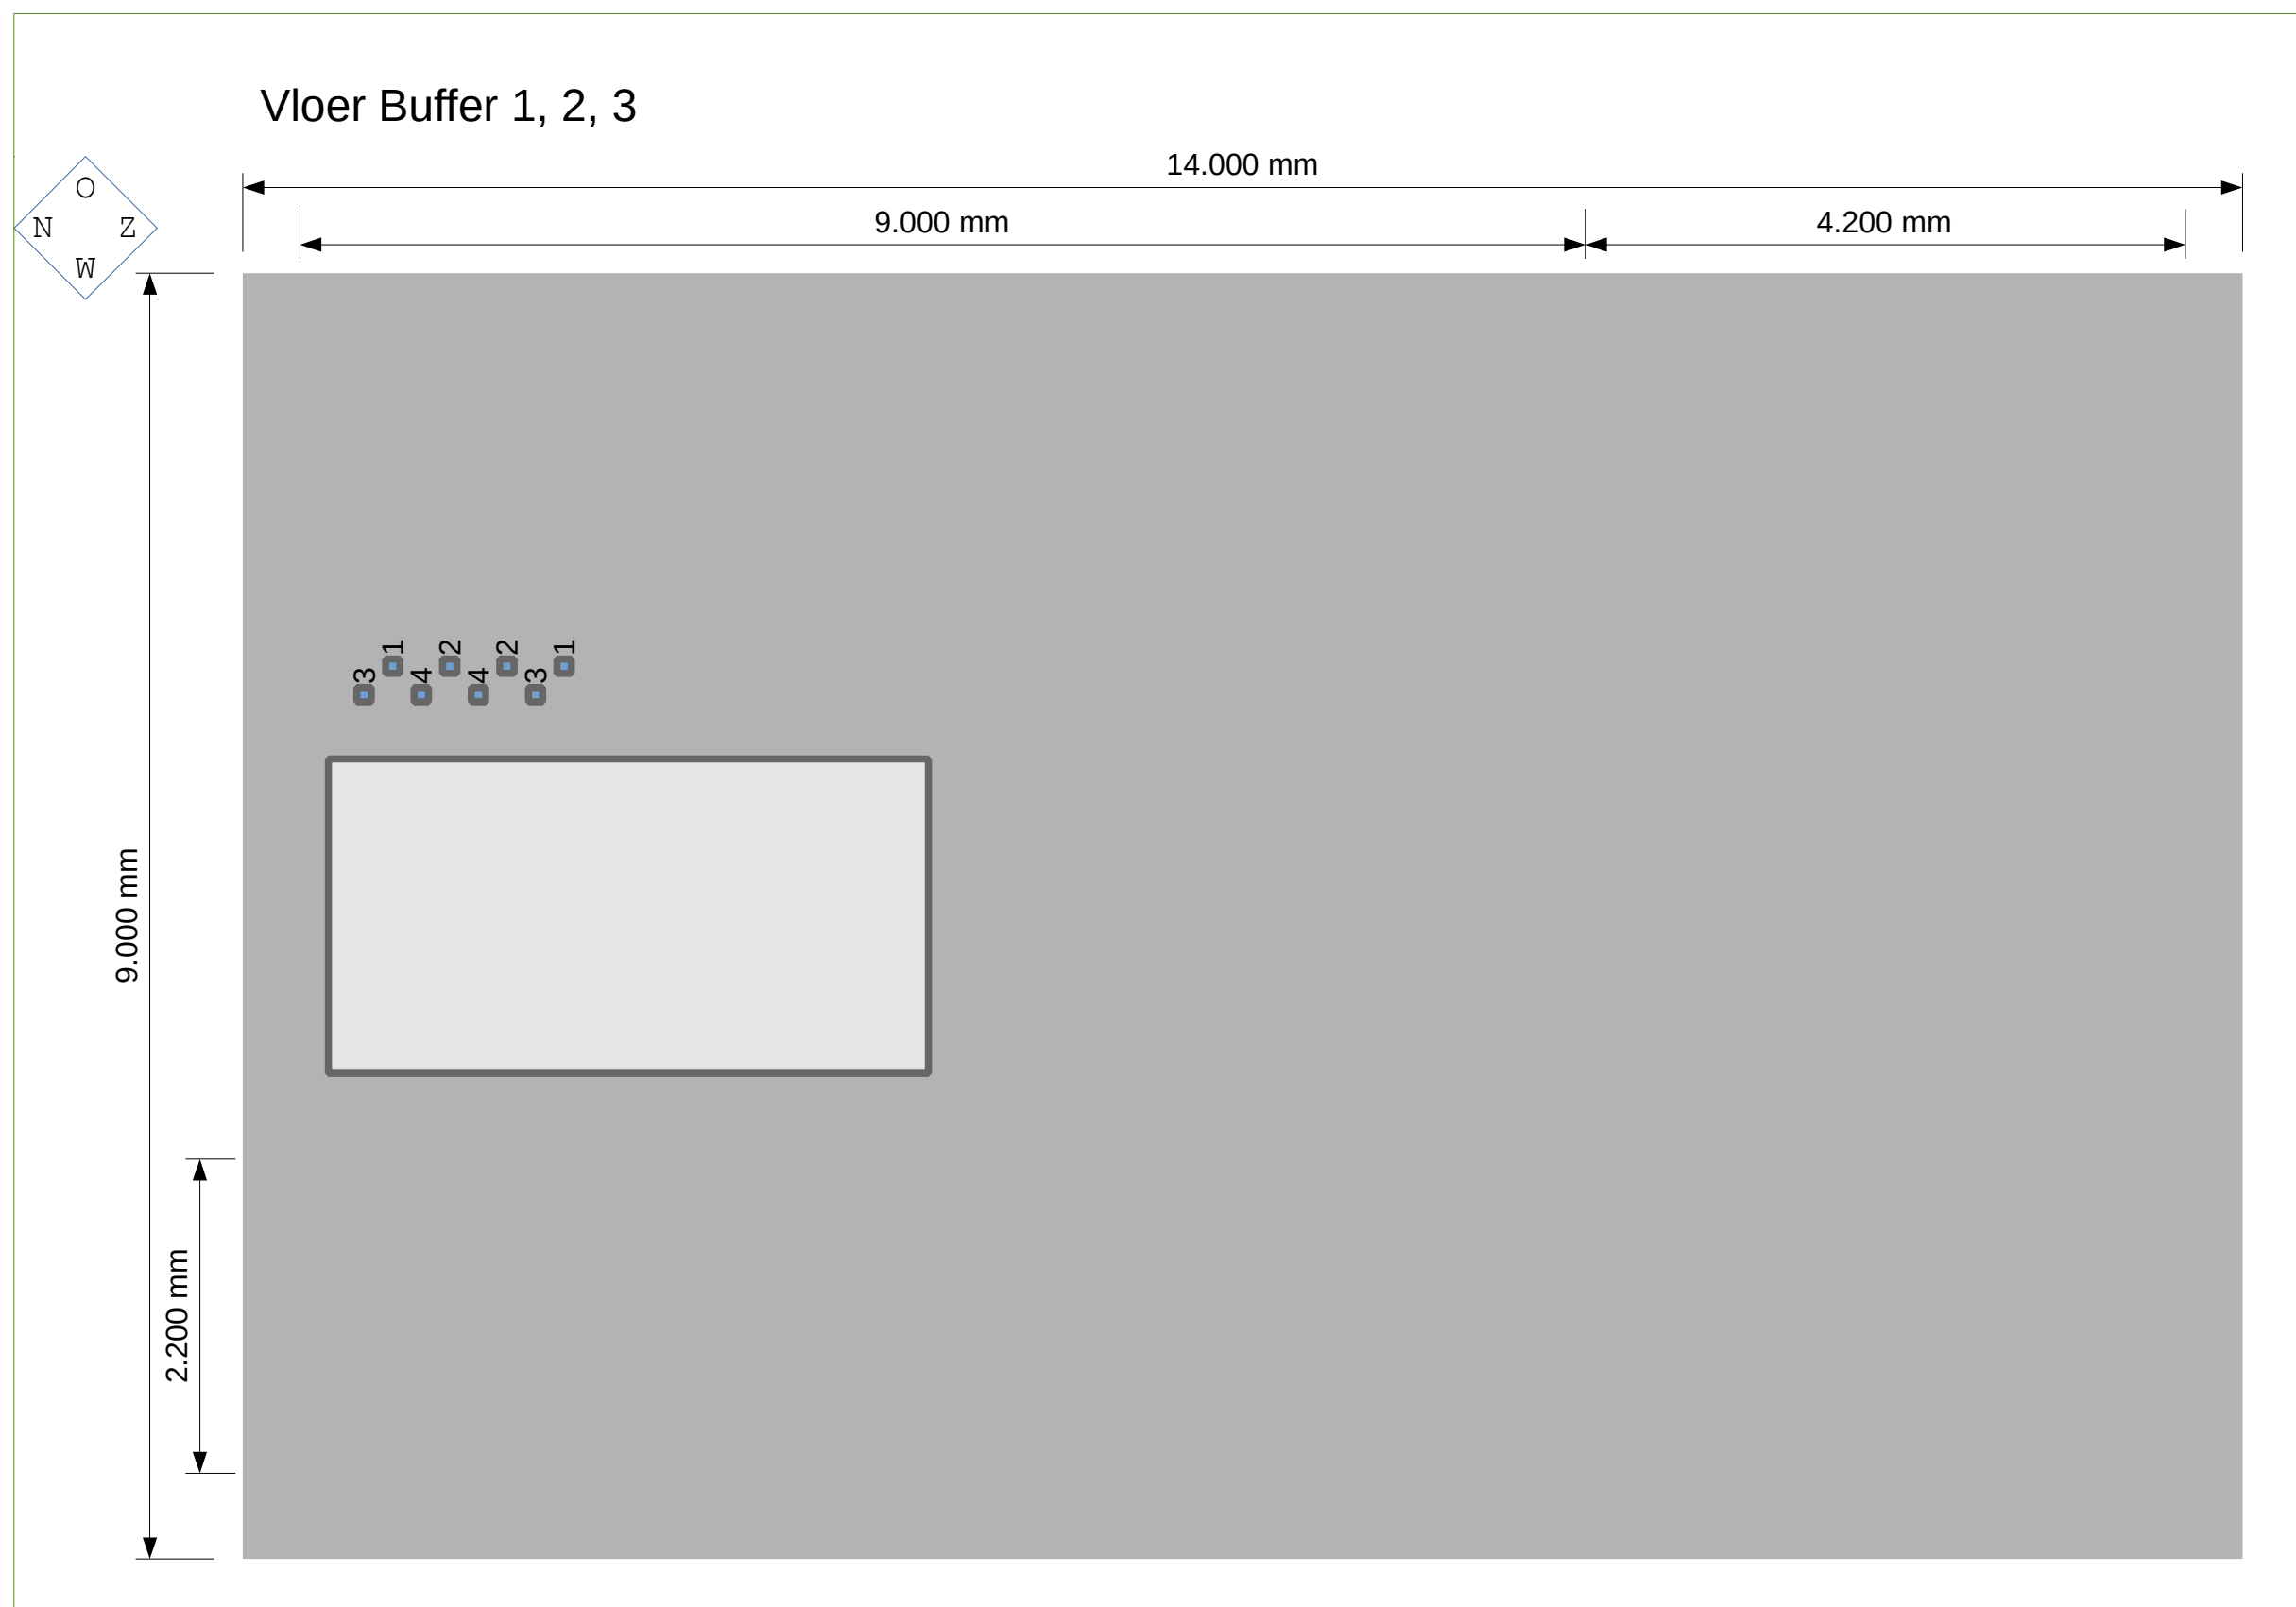 Vloer Buffer 1, 2, 3
14.000 mm
9.000 mm
4.200 mm
O
N Z
W
1 2 2 1
3 4 4 3
9.000 mm
2.200 mm